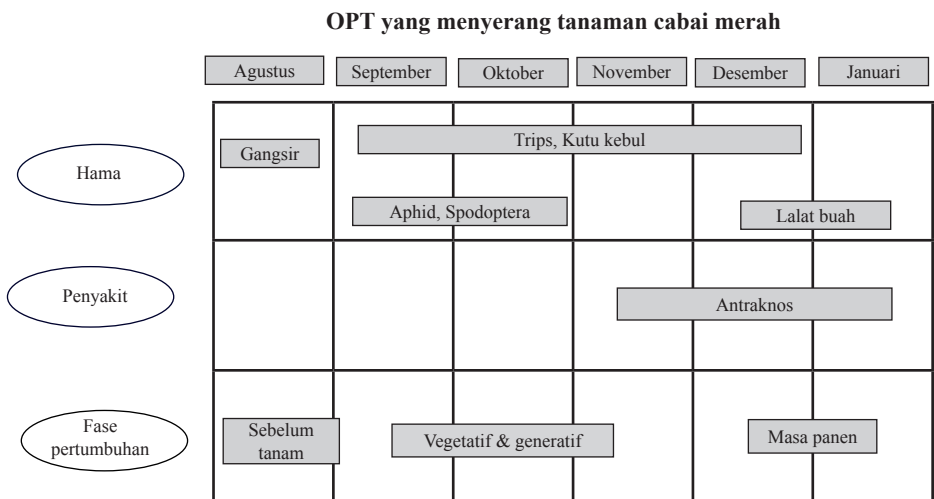 OPT yang menyerang tanaman cabai merah
Agustus
September
Oktober
November
Desember
Januari
Hama
Gangsir
Trips, Kutu kebul
Aphid, Spodoptera
Lalat buah
Penyakit
Antraknos
Fase
pertumbuhan
Sebelum
tanam
Vegetatif & generatif
Masa panen